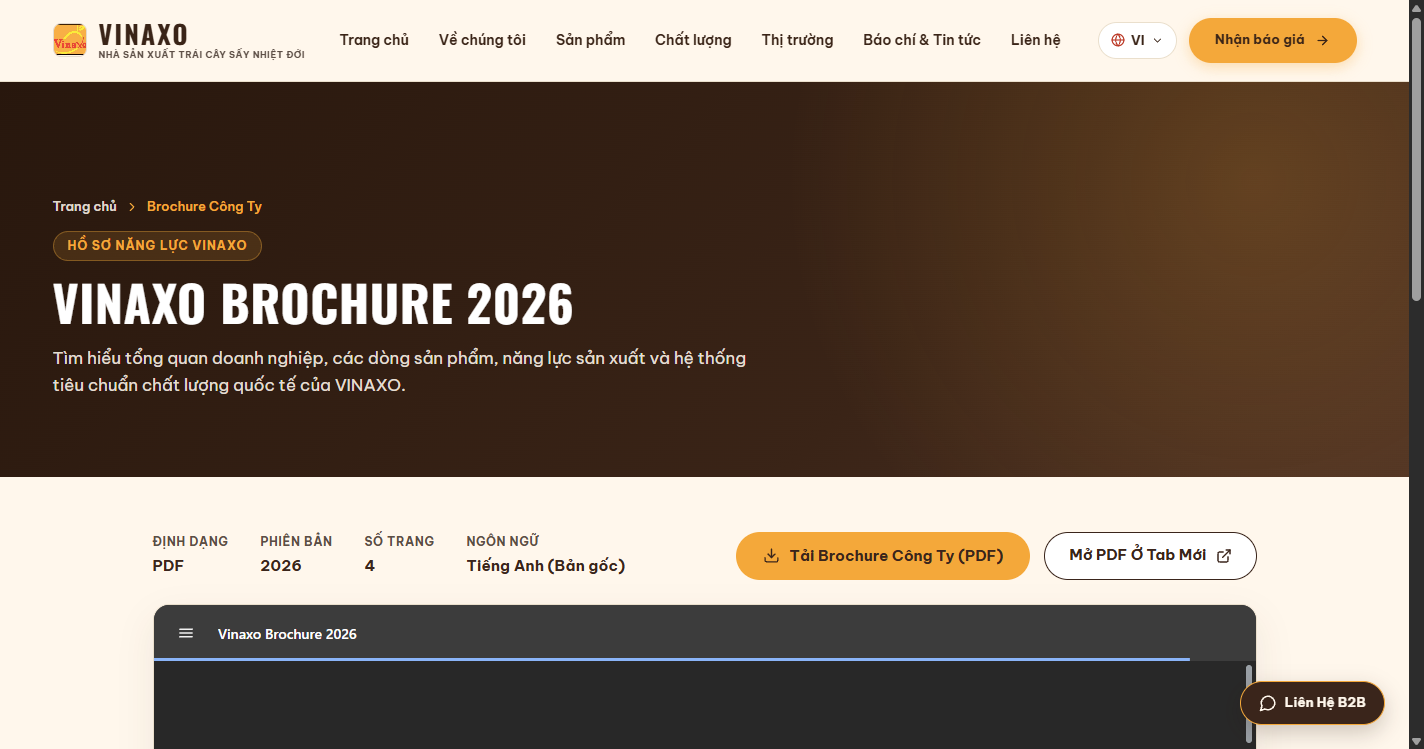 Vinaxo
VINAXO
NHÀ SẢN XUẤT TRÁI CÂY SẤY NHIỆT ĐỚI
Trang chủ
Về chúng tôi
Sản phẩm
Chất lượng
Thị trường
Báo chí & Tin tức
Liên hệ
VI
Nhận báo giá
Trang chủ
Brochure Công Ty
HỒ SƠ NĂNG LỰC VINAXO
VINAXO BROCHURE 2026
Tìm hiểu tổng quan doanh nghiệp, các dòng sản phẩm, năng lực sản xuất và hệ thống
tiêu chuẩn chất lượng quốc tế của VINAXO.
ĐỊNH DẠNG
PDF
PHIÊN BẢN
2026
SỐ TRANG
4
NGÔN NGỮ
Tiếng Anh (Bản gốc)
Tải Brochure Công Ty (PDF)
Mở PDF Ở Tab Mới
Vinaxo Brochure 2026
Liên Hệ B2B